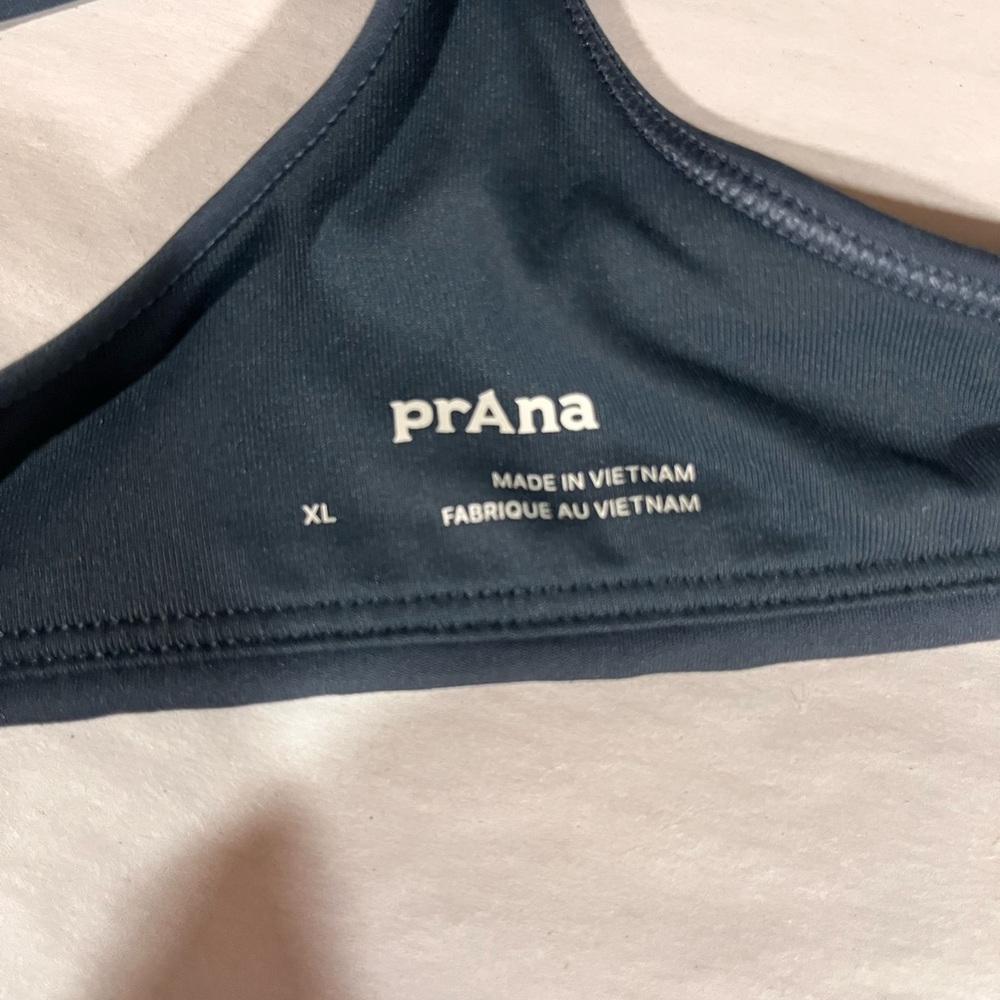 prAna
MADE IN VIETNAM
XL
FABRIQUE AU VIETNAM